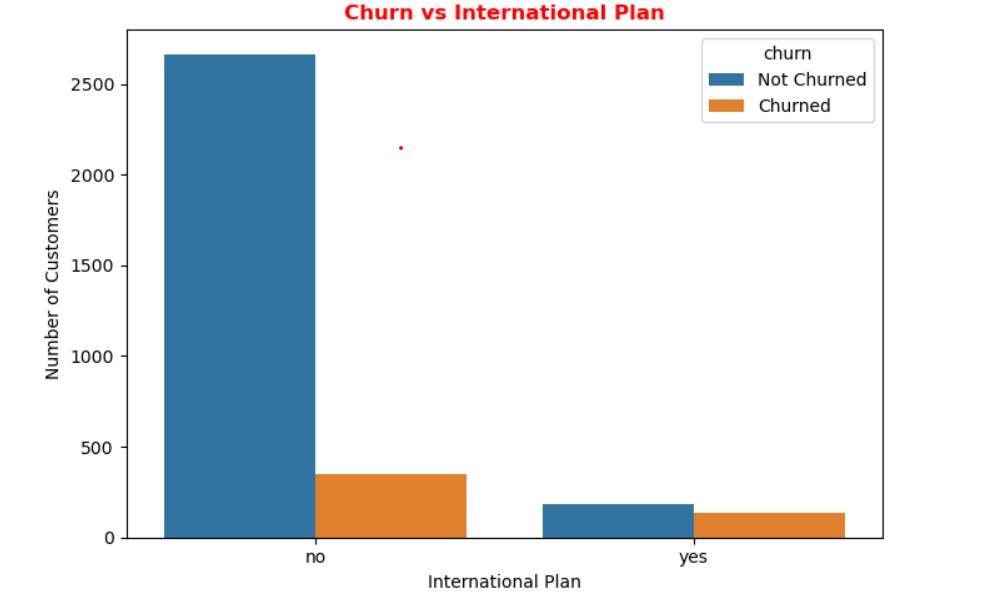 Churn vs International Plan
churn
Not Churned
Churned
2500
2000
1500
1000
500
0
Number of Customers
no
yes
International Plan